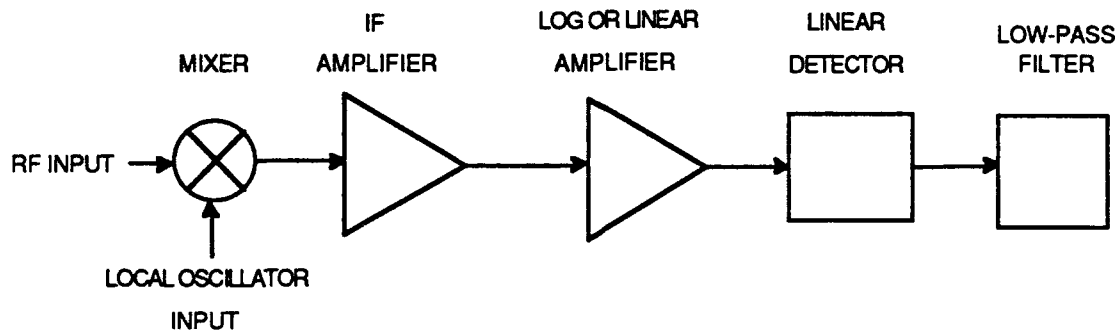 MIXER
IF
AMPLIFIER
LOG OR LINEAR
AMPLIFIER
LINEAR
DETECTOR
LOW-PASS
FILTER
RF INPUT
LOCAL OSCILLATOR
INPUT